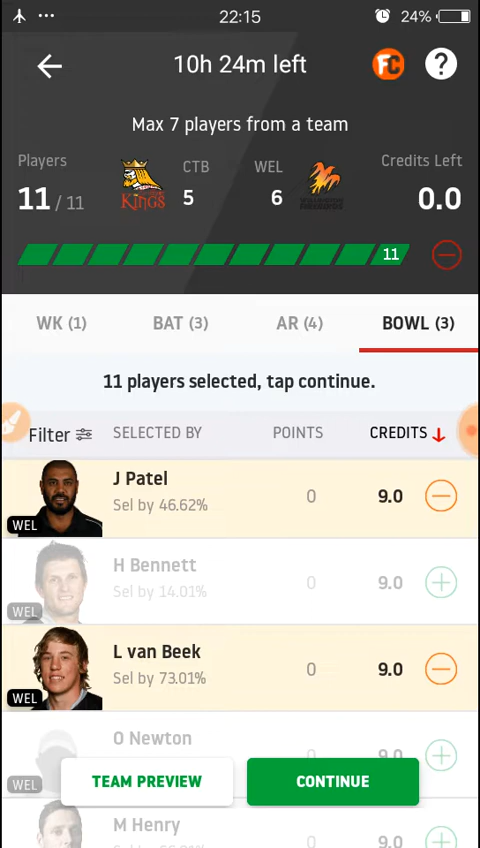 22:15
24%
10h 24m left
FC
?
Max 7 players from a team
Players
CTB
WEL
Credits Left
11 / 11
KINGS
5
6
0.0
11
WK (1)
BAT (3)
AR (4)
BOWL (3)
11 players selected, tap continue.
Filter
SELECTED BY
POINTS
CREDITS
J Patel
Sel by 46.62%
0
9.0
WEL
H Bennett
Sel by 14.01%
0
9.0
WEL
L van Beek
Sel by 73.01%
0
9.0
WEL
O Newton
0
9.0
WEL
TEAM PREVIEW
CONTINUE
M Henry
0
9.0